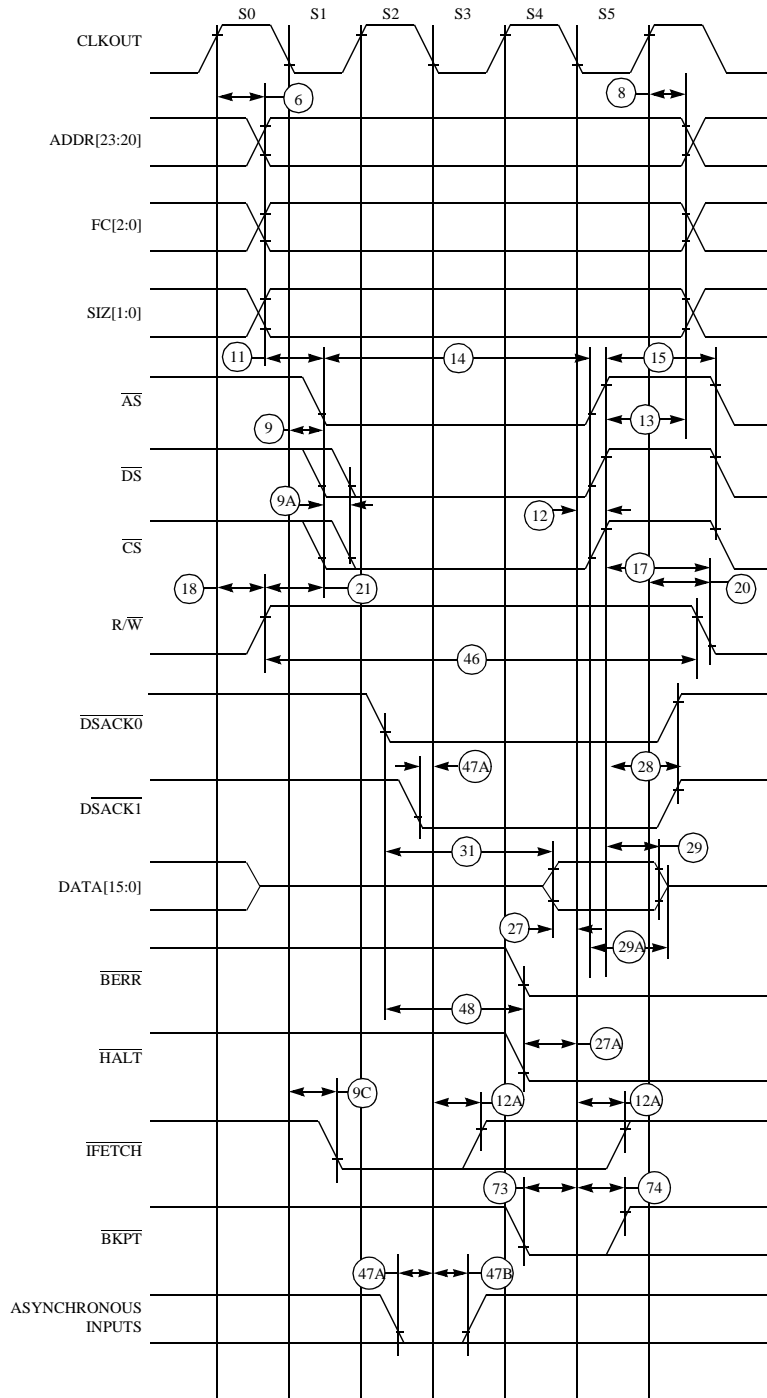 S0 S1 S2 S3 S4 S5
CLKOUT
6
8
ADDR[23:20]
FC[2:0]
SIZ[1:0]
11
14
15
AS
9
13
DS
9A
12
CS
18
21
17
20
R/W
46
DSACK0
47A
28
DSACK1
31
29
DATA[15:0]
27
29A
BERR
48
27A
HALT
9C
12A
12A
IFETCH
73
74
BKPT
47A
47B
ASYNCHRONOUS
INPUTS